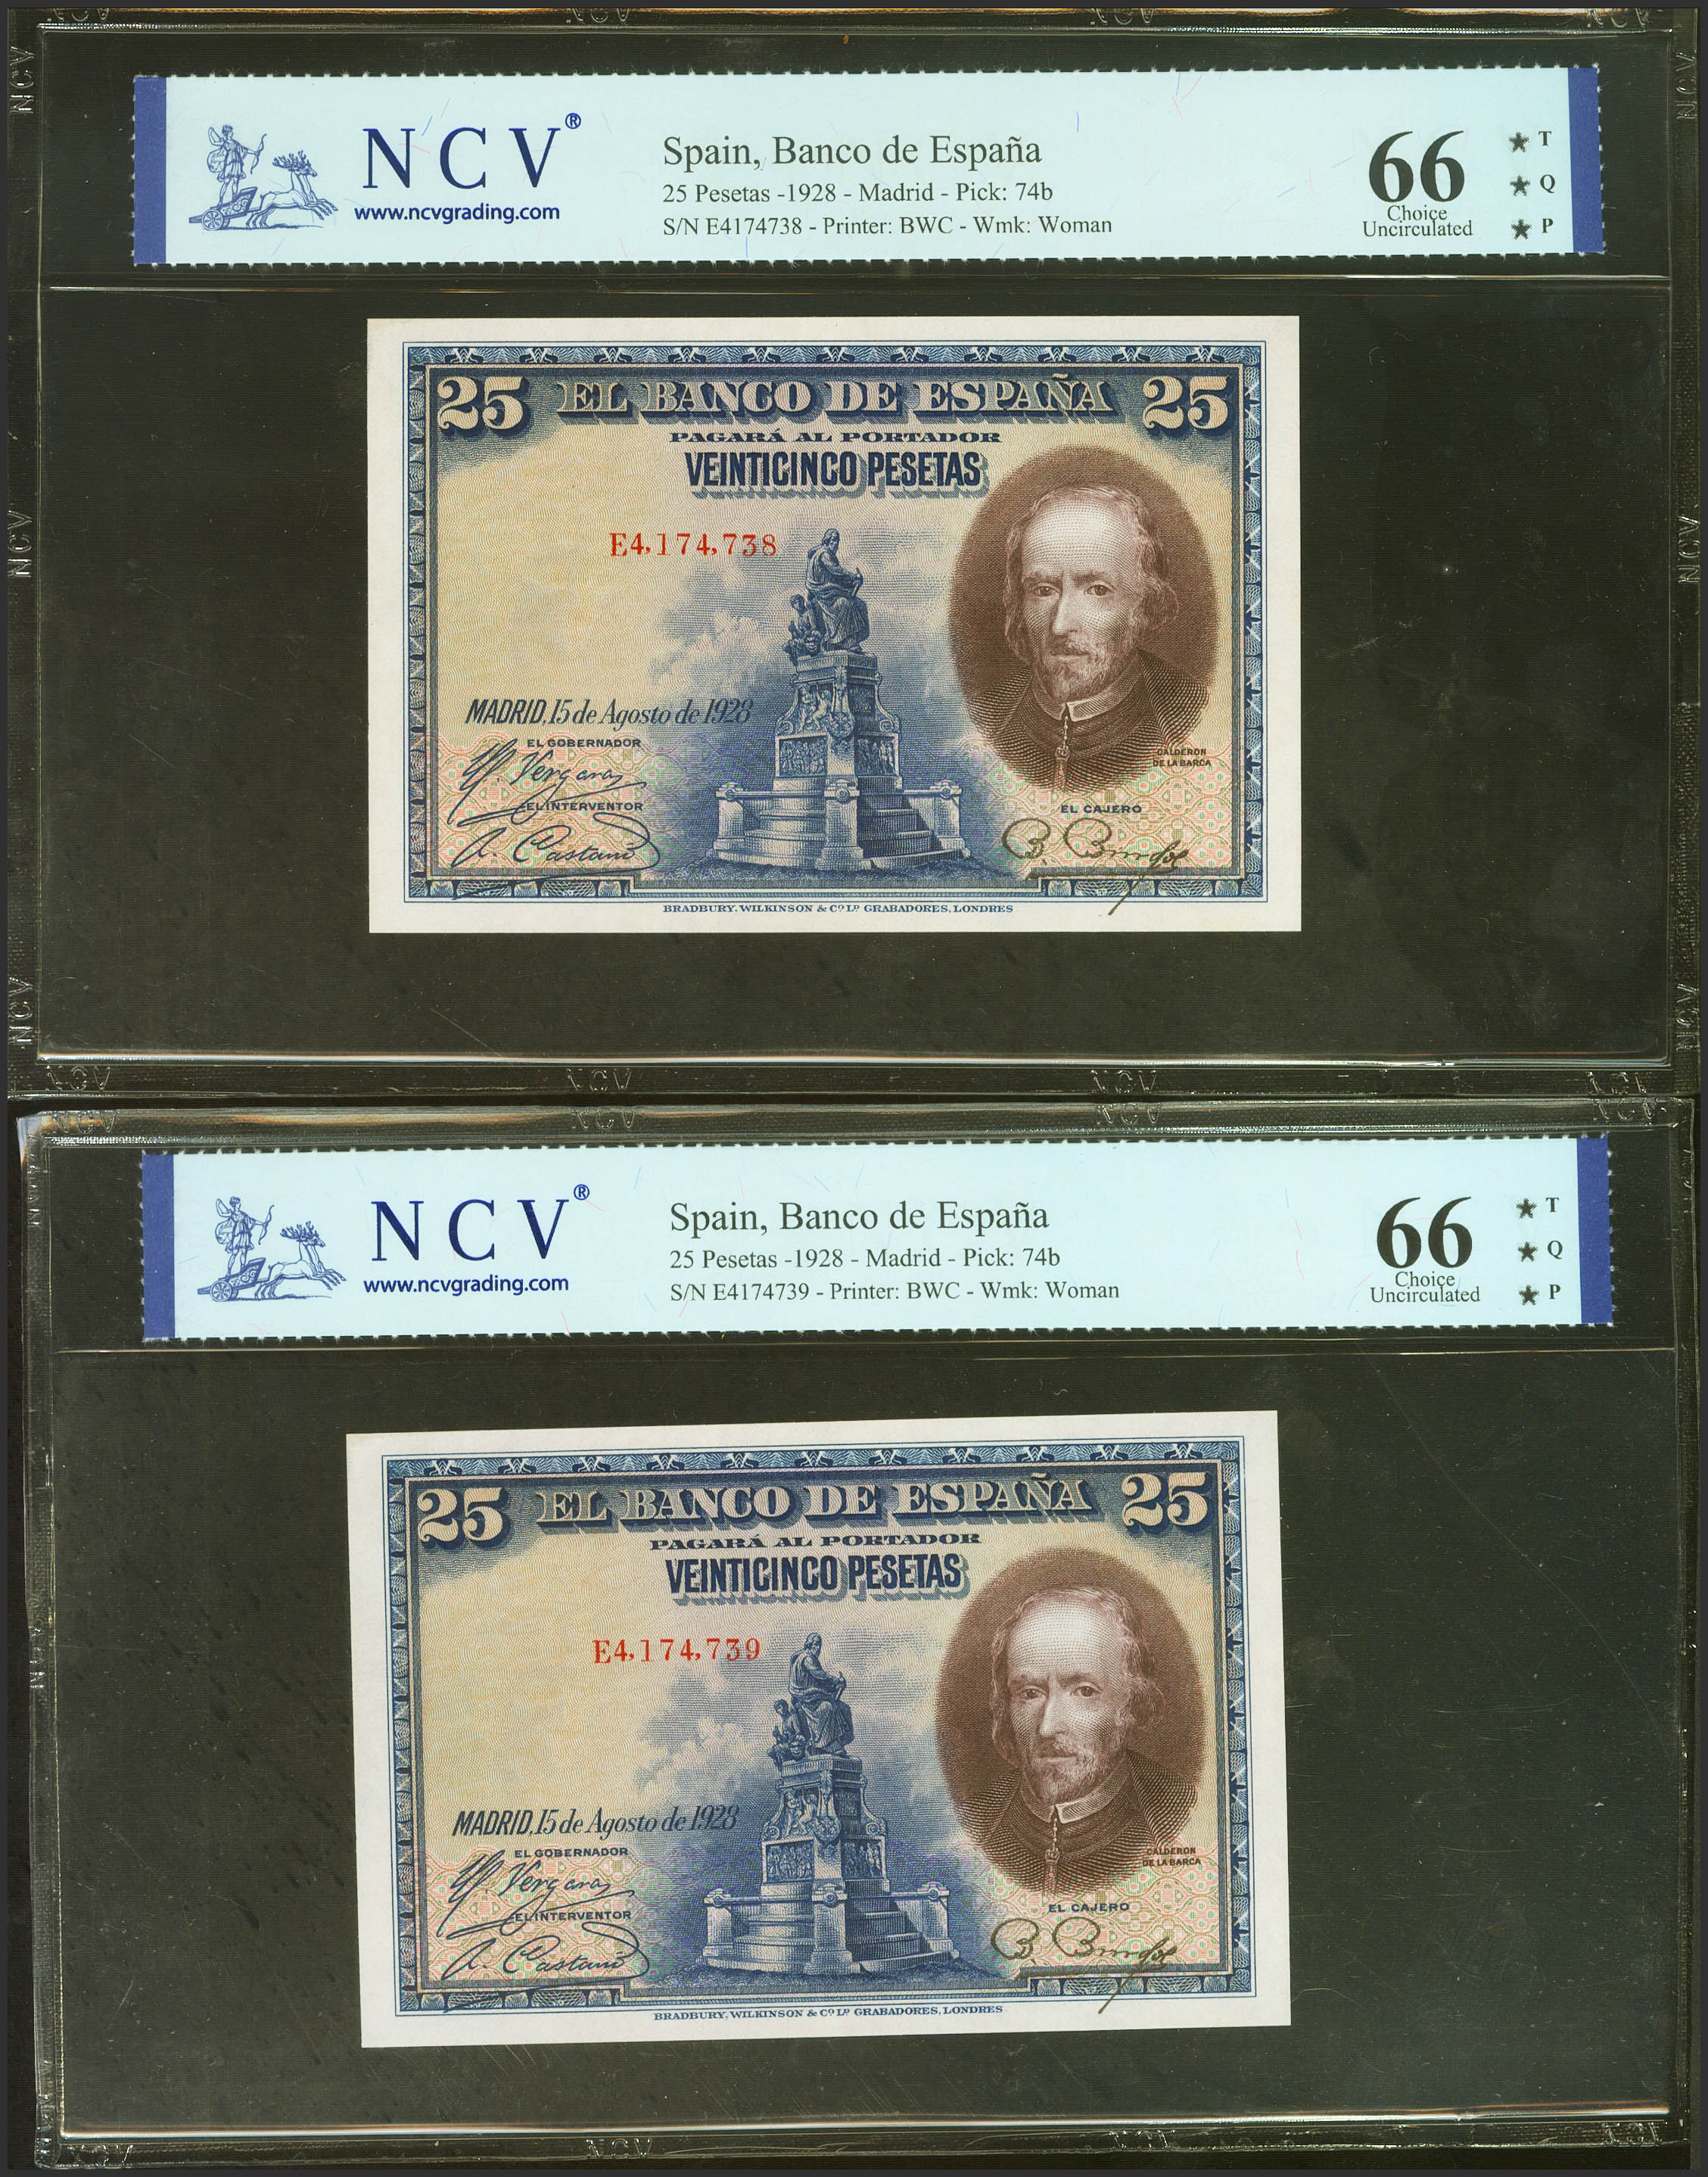 NCV®
www.ncvgrading.com
Spain, Banco de España
25 Pesetas -1928 - Madrid - Pick: 74b
S/N E4174738 - Printer: BWC - Wmk: Woman
66
Choice
Uncirculated
★ T
★ Q
★ P
25 EL BANCO DE ESPAÑA 25
PAGARÁ AL PORTADOR
VEINTICINCO PESETAS
E4,174,738
MADRID, 15 de Agosto de 1928
EL GOBERNADOR
Vergara
CALDERON
DE LA BARCA
EL INTERVENTOR
EL CAJERO
A. Castaño
BRADBURY, WILKINSON & Cº Lᴰ GRABADORES, LONDRES
NCV®
www.ncvgrading.com
Spain, Banco de España
25 Pesetas -1928 - Madrid - Pick: 74b
S/N E4174739 - Printer: BWC - Wmk: Woman
66
Choice
Uncirculated
★ T
★ Q
★ P
25 EL BANCO DE ESPAÑA 25
PAGARÁ AL PORTADOR
VEINTICINCO PESETAS
E4,174,739
MADRID, 15 de Agosto de 1928
EL GOBERNADOR
Vergara
CALDERON
DE LA BARCA
EL INTERVENTOR
EL CAJERO
A. Castaño
BRADBURY, WILKINSON & Cº Lᴰ GRABADORES, LONDRES